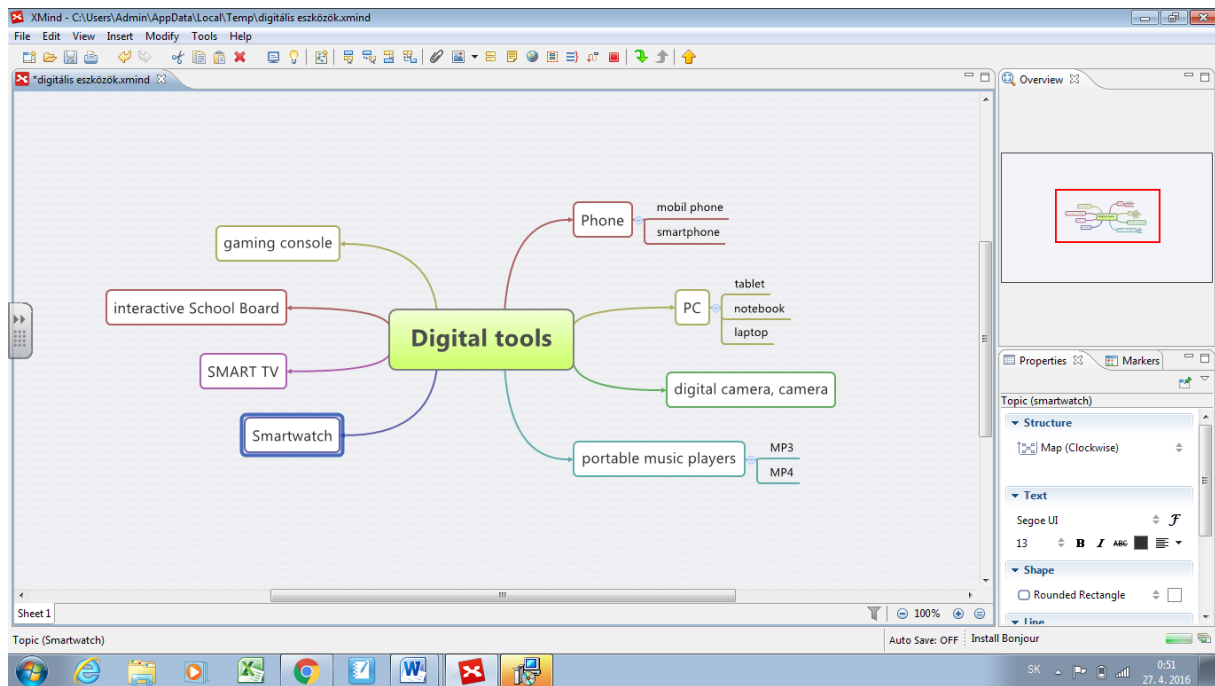 XMind - C:\Users\Admin\AppData\Local\Temp\digitális eszközök.xmind
File Edit View Insert Modify Tools Help
*digitális eszközök.xmind
Overview
gaming console
interactive School Board
SMART TV
Smartwatch
Digital tools
Phone
mobil phone
smartphone
PC
tablet
notebook
laptop
digital camera, camera
portable music players
MP3
MP4
Properties
Markers
Topic (smartwatch)
Structure
Map (Clockwise)
Text
Segoe UI
13 B I ABC
Shape
Rounded Rectangle
Line
Sheet 1
100%
Topic (Smartwatch)
Auto Save: OFF
Install Bonjour
SK
0:51
27. 4. 2016